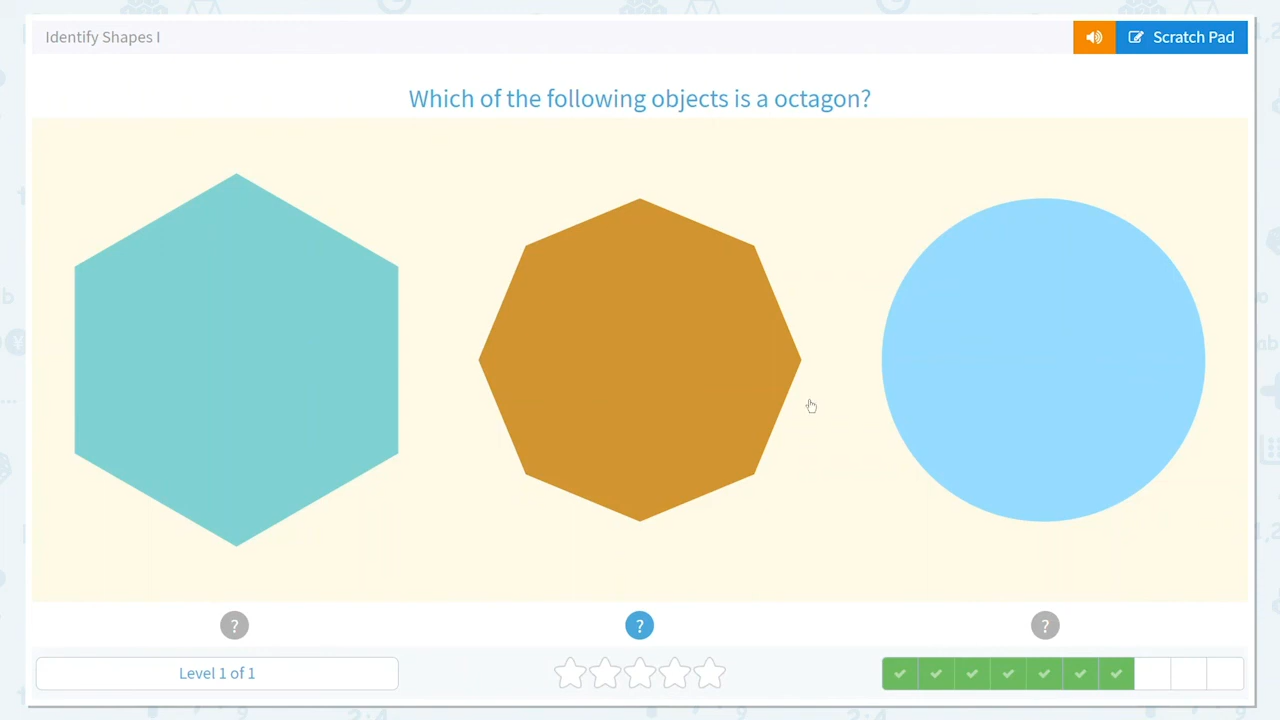 Identify Shapes I
Scratch Pad
Which of the following objects is a octagon?
? ? ?
Level 1 of 1